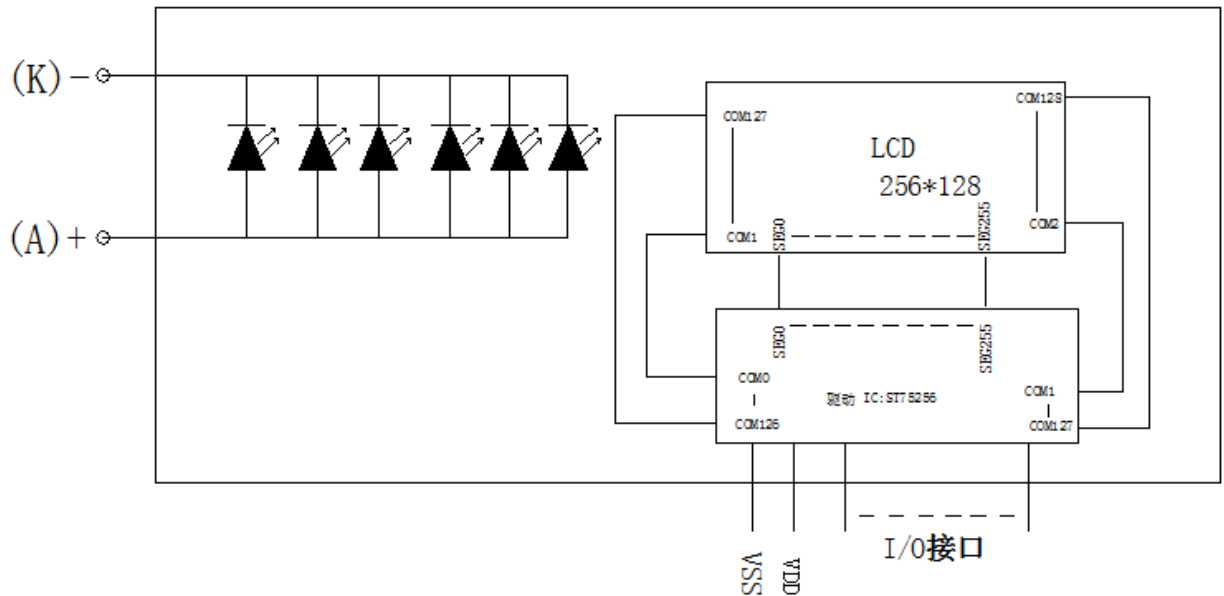 (K)−
(A)+
COM127
COM128
LCD
256*128
COM1
SEG0
SEG255
COM2
SEG0
SEG255
COM0
COM126
驱动 IC:ST75256
COM1
COM127
VSS
VDD
I/O接口